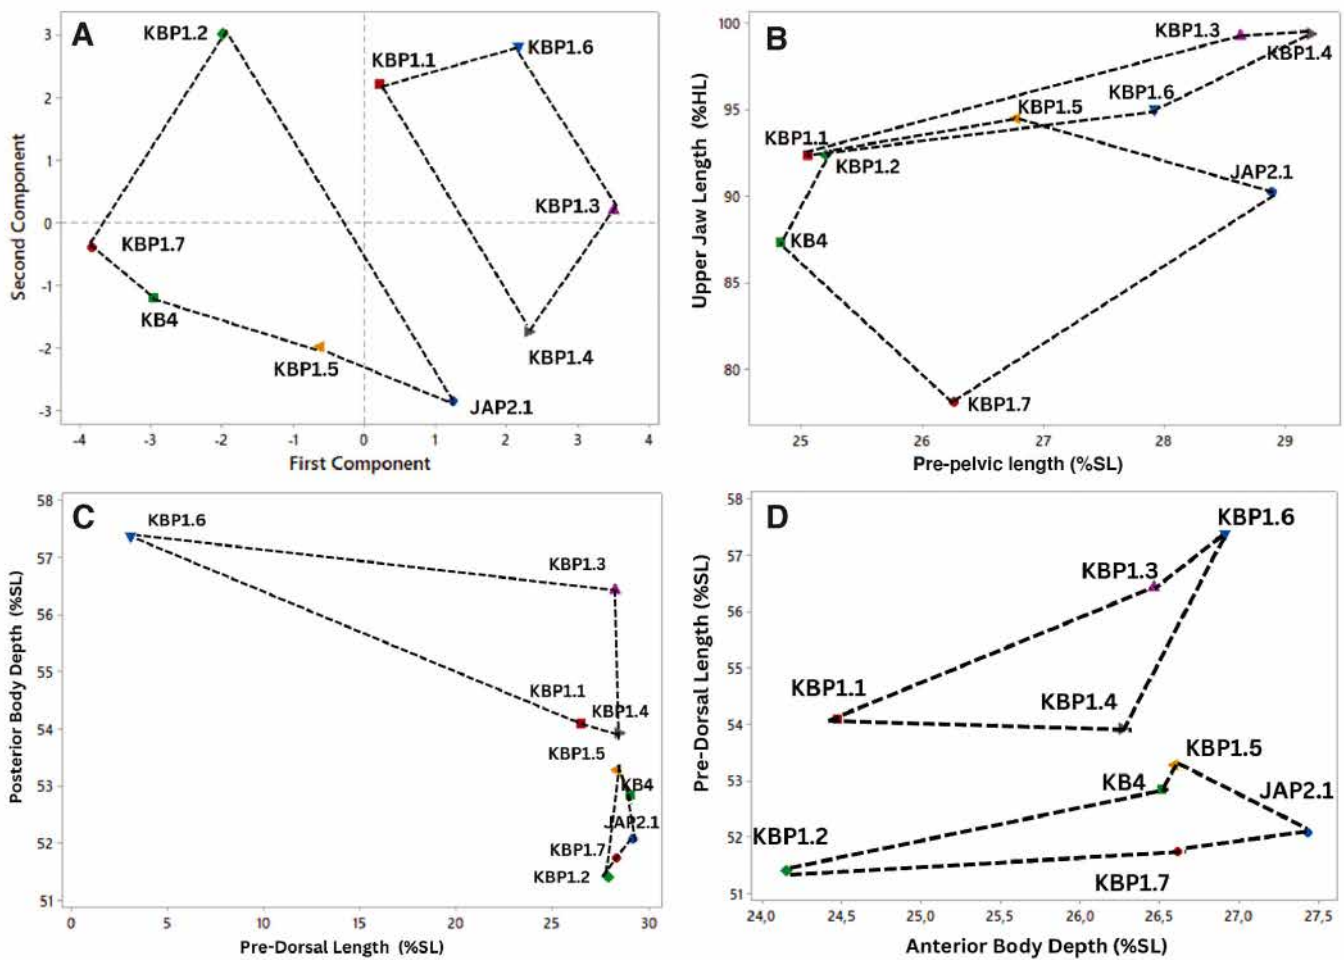 A
3
2
1
0
-1
-2
-3
Second Component
KBP1.2
KBP1.1
KBP1.6
KBP1.3
KBP1.7
KB4
KBP1.5
KBP1.4
JAP2.1
-4 -3 -2 -1 0 1 2 3 4
First Component
B
100
95
90
85
80
Upper Jaw Length (%HL)
KBP1.3
KBP1.4
KBP1.6
KBP1.5
KBP1.1
KBP1.2
JAP2.1
KB4
KBP1.7
25 26 27 28 29
Pre-pelvic length (%SL)
C
58
57
56
55
54
53
52
51
Posterior Body Depth (%SL)
KBP1.6
KBP1.3
KBP1.1
KBP1.4
KBP1.5
KB4
JAP2.1
KBP1.7
KBP1.2
0 5 10 15 20 25 30
Pre-Dorsal Length (%SL)
D
58
57
56
55
54
53
52
51
Pre-Dorsal Length (%SL)
KBP1.6
KBP1.3
KBP1.1
KBP1.4
KBP1.5
KB4
JAP2.1
KBP1.2
KBP1.7
24,0 24,5 25,0 25,5 26,0 26,5 27,0 27,5
Anterior Body Depth (%SL)